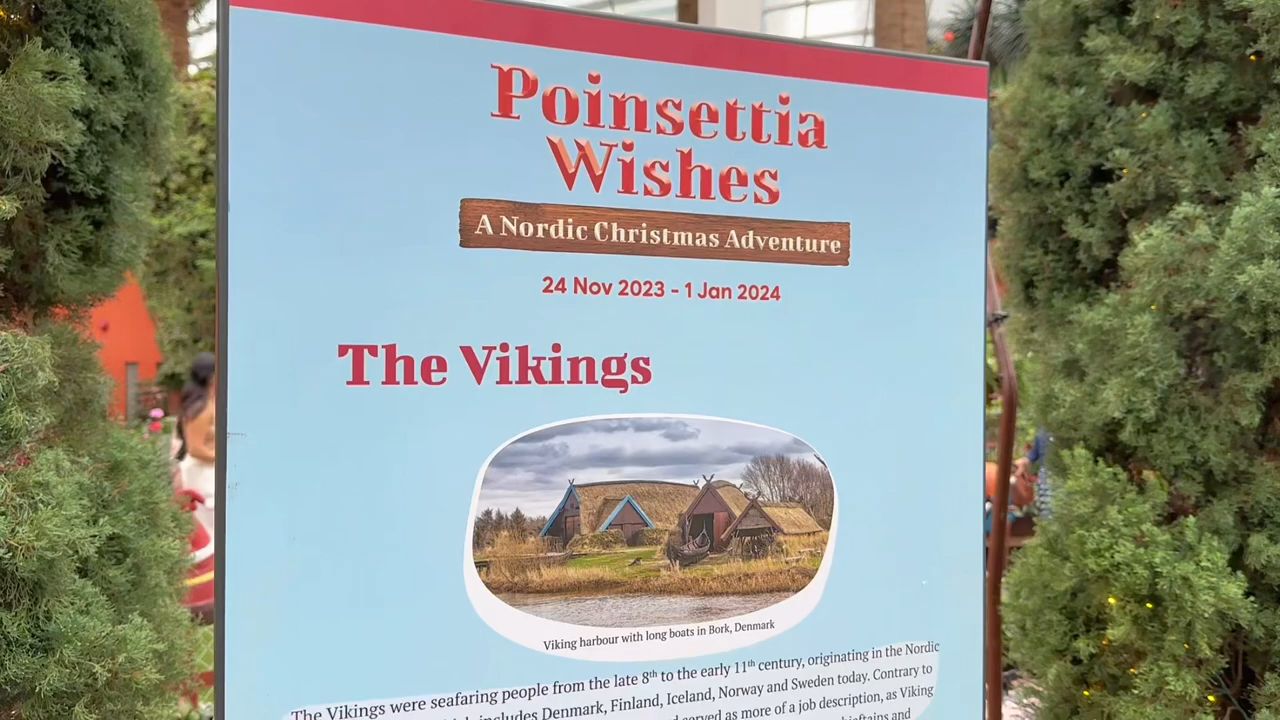 Poinsettia
Wishes
A Nordic Christmas Adventure
24 Nov 2023 - 1 Jan 2024
The Vikings
Viking harbour with long boats in Bork, Denmark
The Vikings were seafaring people from the late 8th to the early 11th century, originating in the Nordic
includes Denmark, Finland, Iceland, Norway and Sweden today. Contrary to
served as more of a job description, as Viking
chieftains and